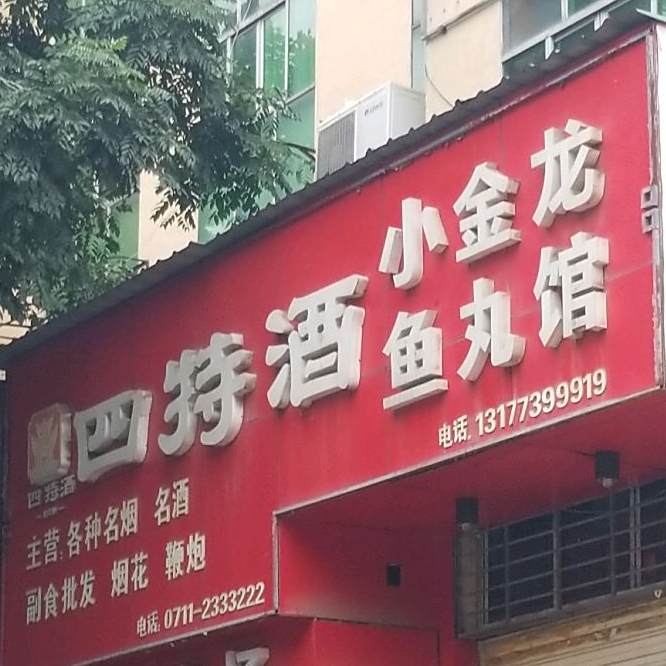 四特酒
四特酒
主营:各种名烟 名酒
副食批发 烟花 鞭炮
电话:0711-2333222
小金龙
鱼丸馆
电话:13177399919